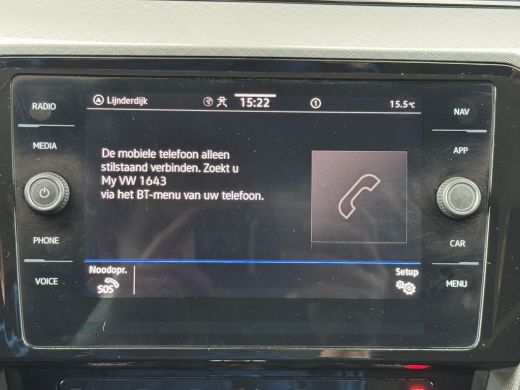 RADIO
MEDIA
PHONE
VOICE
Lijnderdijk
15:22
1
15.5°C
De mobiele telefoon alleen
stilstaand verbinden. Zoekt u
My VW 1643
via het BT-menu van uw telefoon.
Noodopr.
SOS
Setup
NAV
APP
CAR
MENU